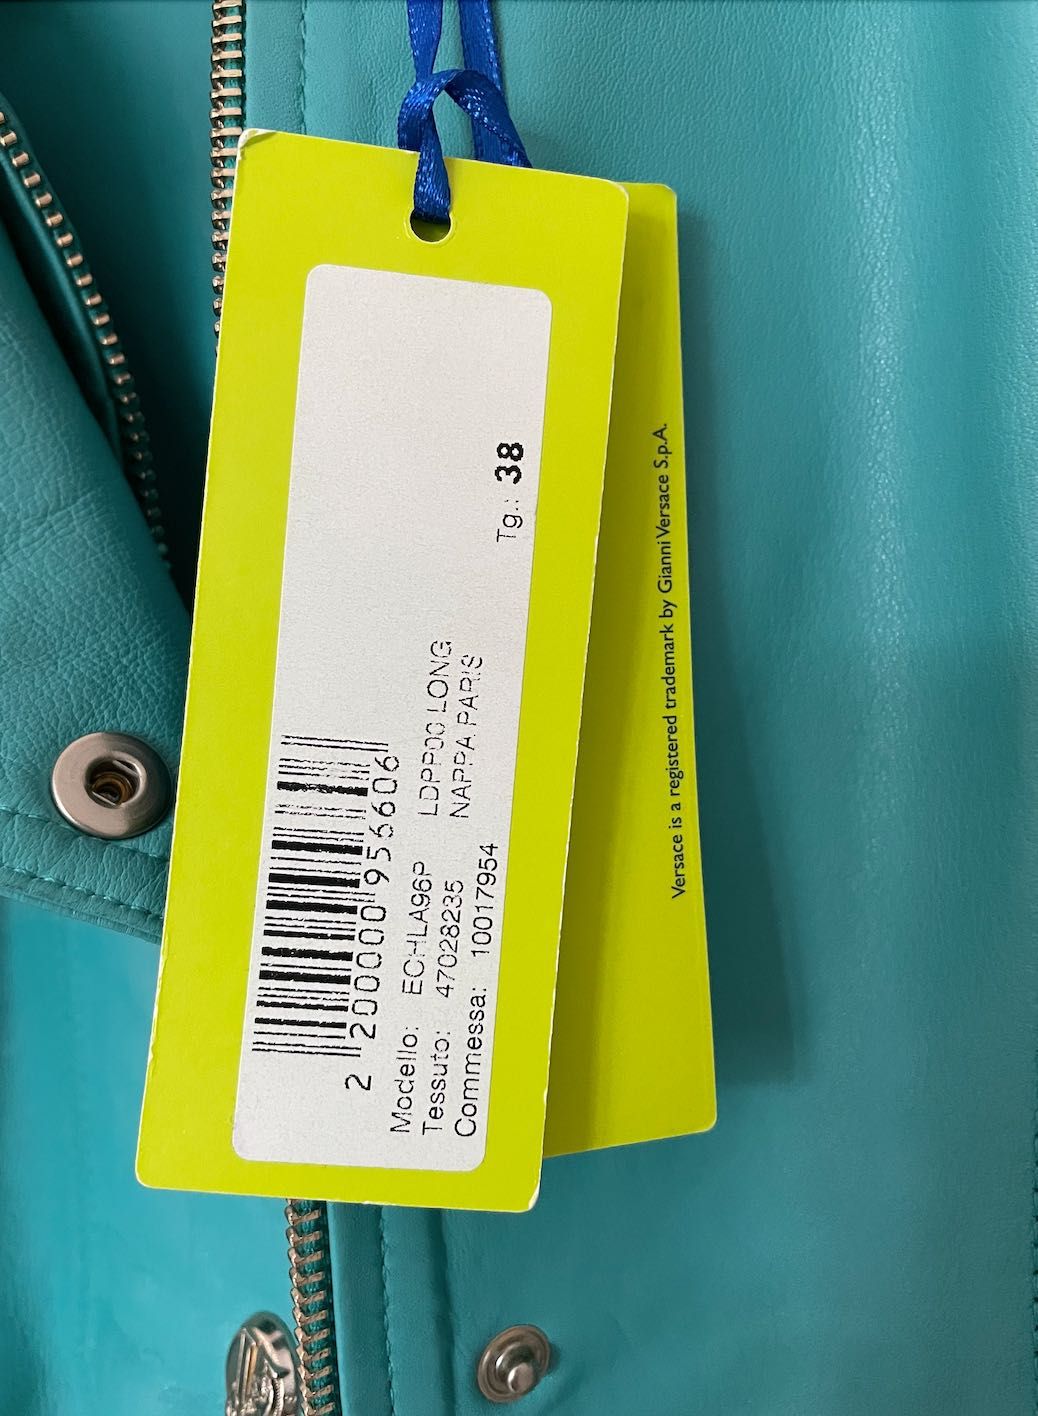 Tg.: 38
2 200000 956606
Modello: ECHLA96P LDPP00 LONG
Tessuto: 47028235 NAPPA PARIS
Commessa: 10017954
Versace is a registered trademark by Gianni Versace S.p.A.